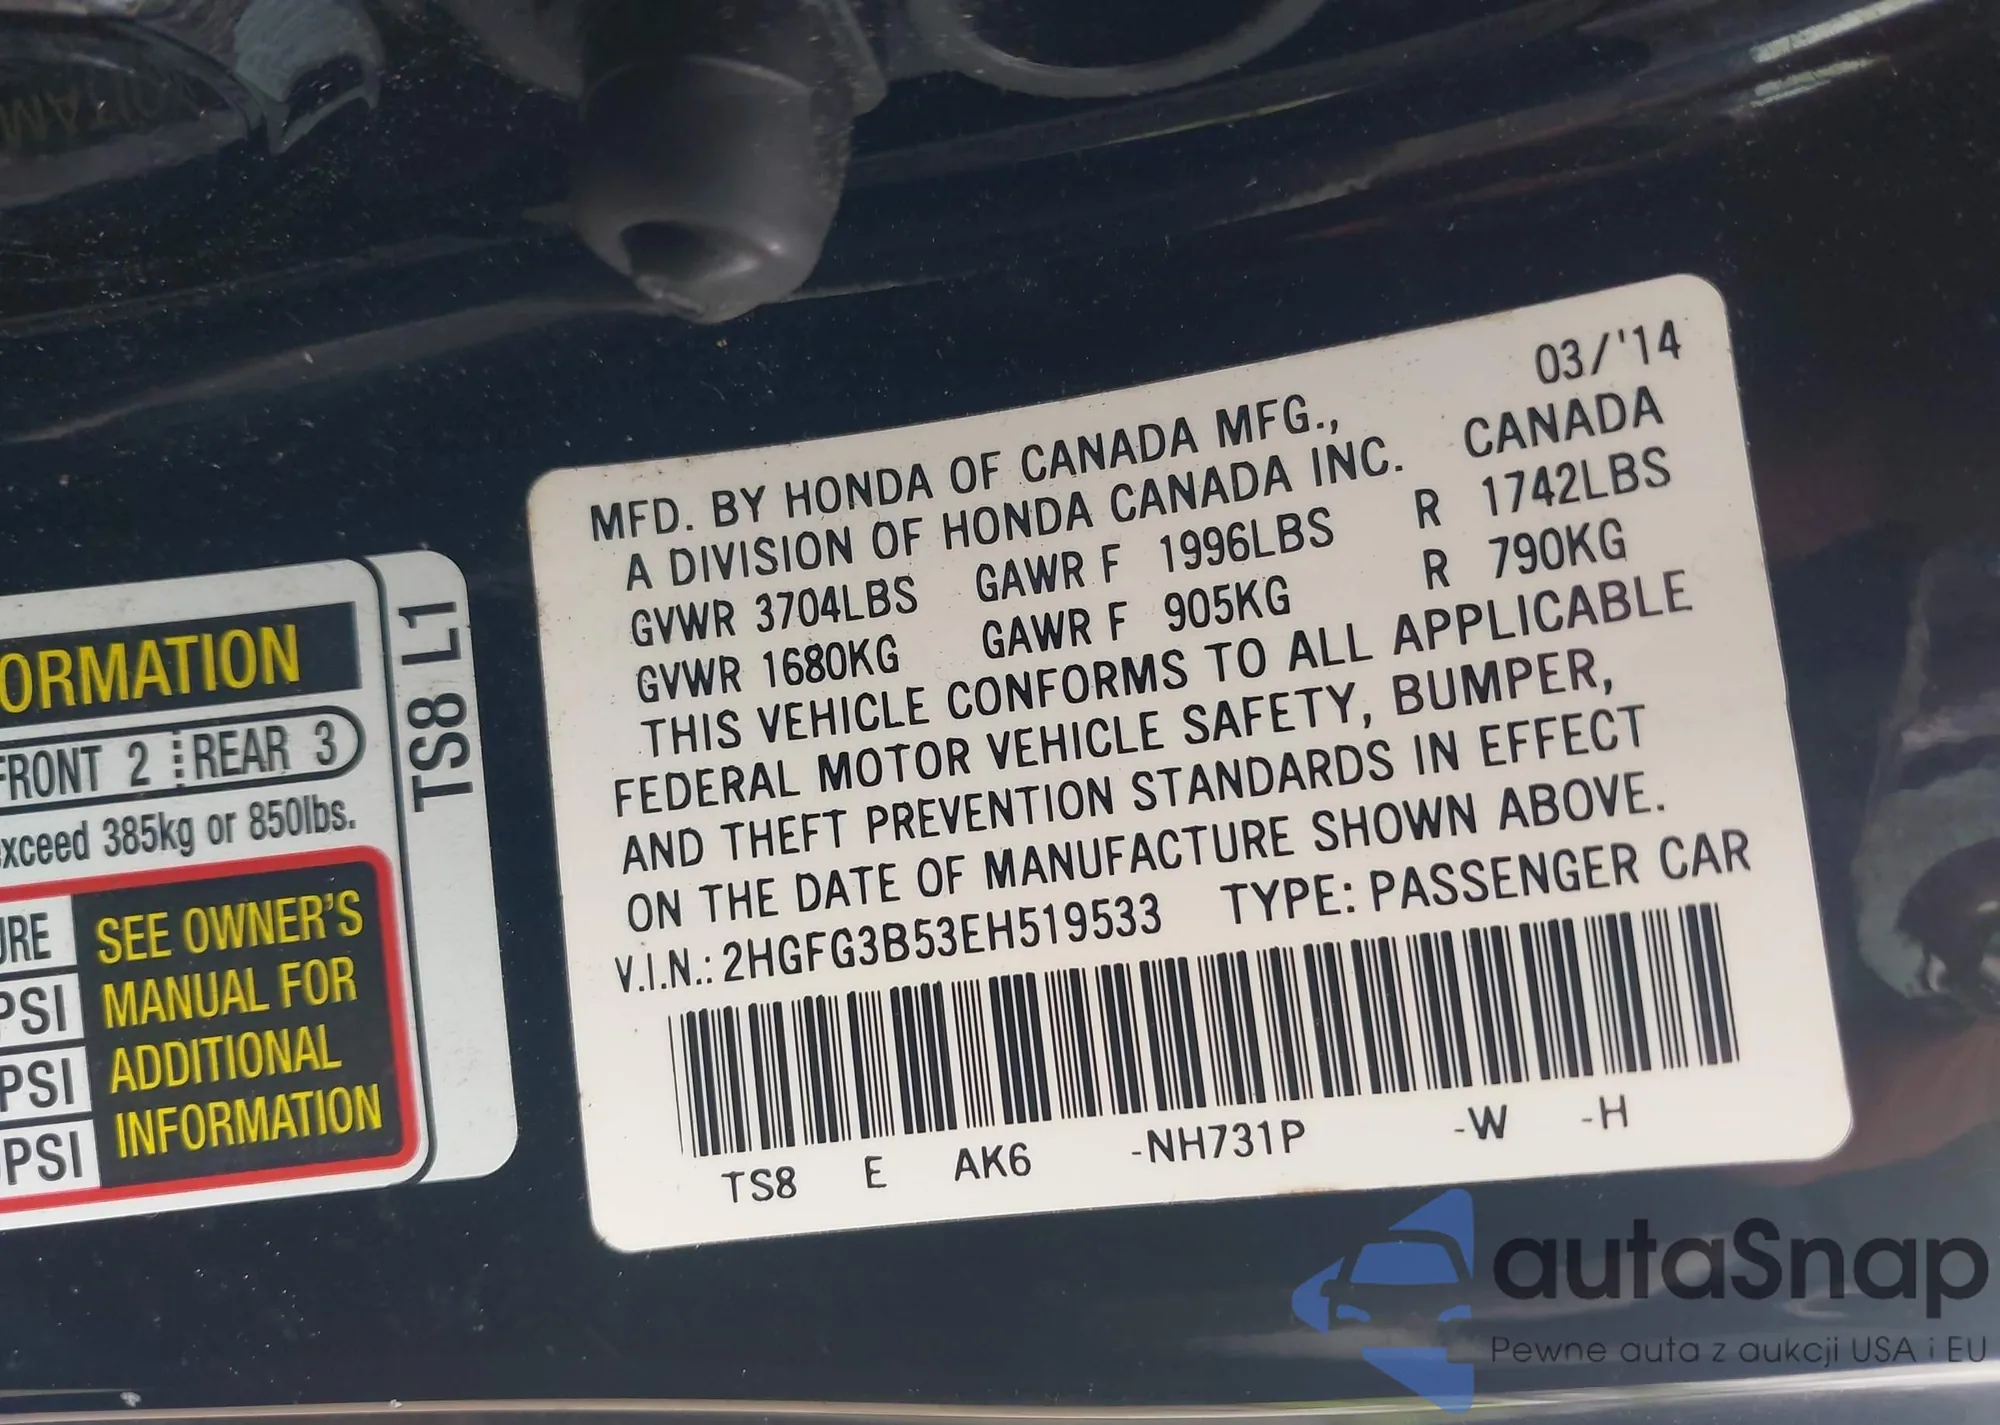 ORMATION
FRONT 2 REAR 3
xceed 385kg or 850lbs.
URE
PSI
PSI
PSI
SEE OWNER'S
MANUAL FOR
ADDITIONAL
INFORMATION
TS8 L1
03/'14
MFD. BY HONDA OF CANADA MFG.,
A DIVISION OF HONDA CANADA INC. CANADA
GVWR 3704LBS GAWR F 1996LBS R 1742LBS
GVWR 1680KG GAWR F 905KG R 790KG
THIS VEHICLE CONFORMS TO ALL APPLICABLE
FEDERAL MOTOR VEHICLE SAFETY, BUMPER,
AND THEFT PREVENTION STANDARDS IN EFFECT
ON THE DATE OF MANUFACTURE SHOWN ABOVE.
V.I.N.: 2HGFG3B53EH519533 TYPE: PASSENGER CAR
TS8 E AK6 -NH731P -W -H
autaSnap
Pewne auta z aukcji USA i EU